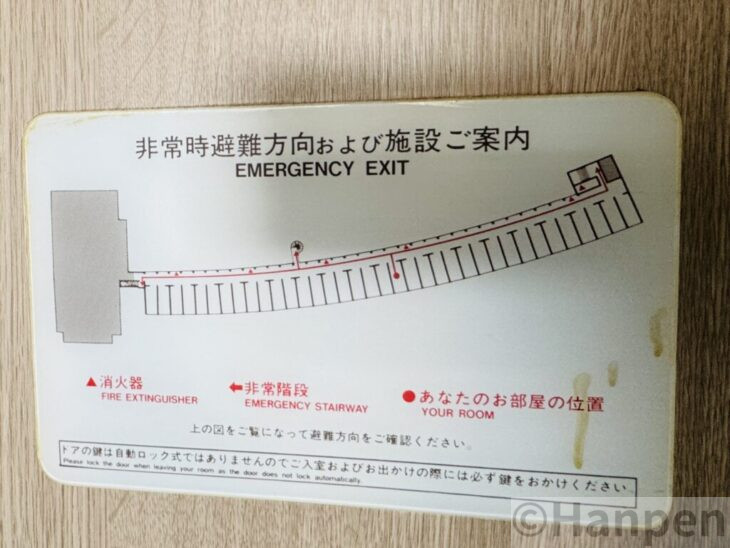 非常時避難方向および施設ご案内
EMERGENCY EXIT
▲消火器
FIRE EXTINGUISHER
←非常階段
EMERGENCY STAIRWAY
●あなたのお部屋の位置
YOUR ROOM
上の図をご覧になって避難方向をご確認ください。
ドアの鍵は自動ロック式ではありませんのでご入室およびお出かけの際には必ず鍵をおかけください。
Please lock the door when leaving your room as the door does not lock automatically.
©Hanpen